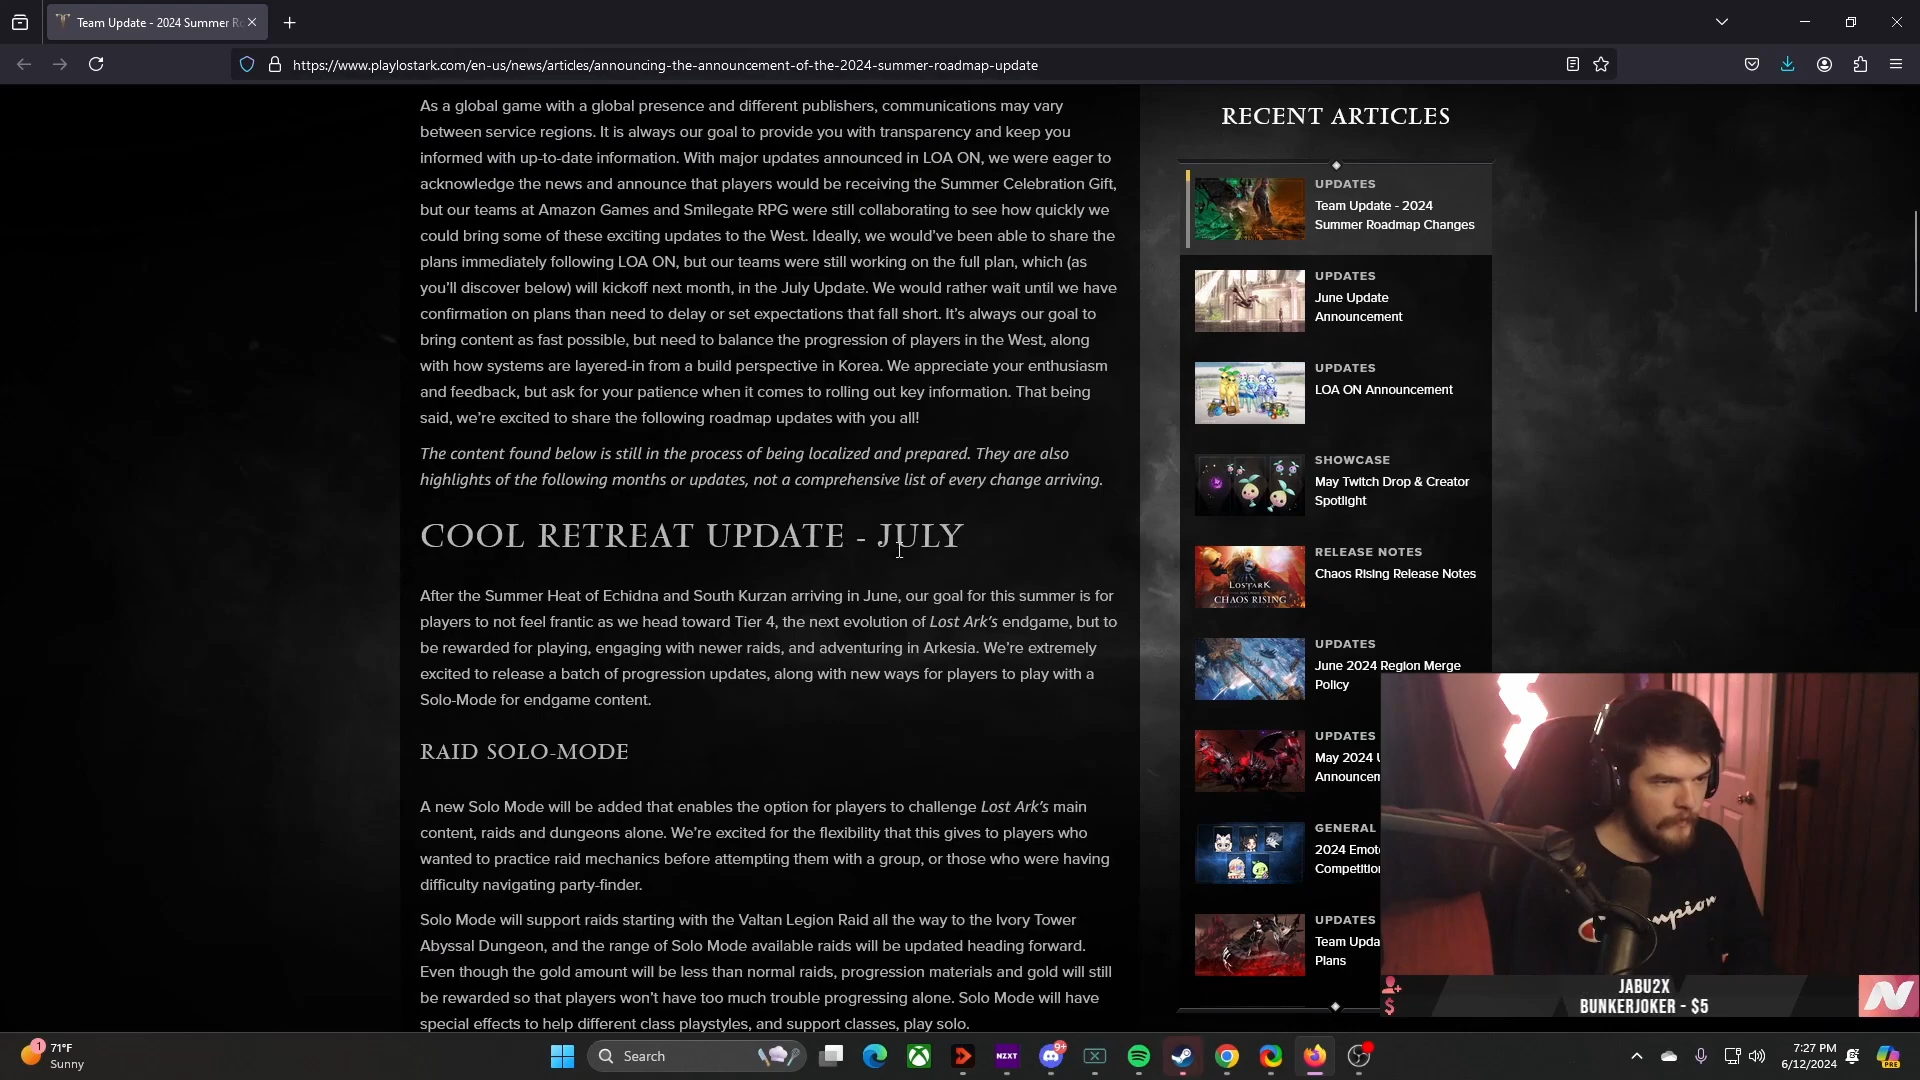 Team Update - 2024 Summer Ro
https://www.playlostark.com/en-us/news/articles/announcing-the-announcement-of-the-2024-summer-roadmap-update
As a global game with a global presence and different publishers, communications may vary
between service regions. It is always our goal to provide you with transparency and keep you
informed with up-to-date information. With major updates announced in LOA ON, we were eager to
acknowledge the news and announce that players would be receiving the Summer Celebration Gift,
but our teams at Amazon Games and Smilegate RPG were still collaborating to see how quickly we
could bring some of these exciting updates to the West. Ideally, we would’ve been able to share the
plans immediately following LOA ON, but our teams were still working on the full plan, which (as
you’ll discover below) will kickoff next month, in the July Update. We would rather wait until we have
confirmation on plans than need to delay or set expectations that fall short. It’s always our goal to
bring content as fast possible, but need to balance the progression of players in the West, along
with how systems are layered-in from a build perspective in Korea. We appreciate your enthusiasm
and feedback, but ask for your patience when it comes to rolling out key information. That being
said, we’re excited to share the following roadmap updates with you all!
The content found below is still in the process of being localized and prepared. They are also
highlights of the following months or updates, not a comprehensive list of every change arriving.
COOL RETREAT UPDATE - JULY
After the Summer Heat of Echidna and South Kurzan arriving in June, our goal for this summer is for
players to not feel frantic as we head toward Tier 4, the next evolution of Lost Ark’s endgame, but to
be rewarded for playing, engaging with newer raids, and adventuring in Arkesia. We’re extremely
excited to release a batch of progression updates, along with new ways for players to play with a
Solo-Mode for endgame content.
RAID SOLO-MODE
A new Solo Mode will be added that enables the option for players to challenge Lost Ark’s main
content, raids and dungeons alone. We’re excited for the flexibility that this gives to players who
wanted to practice raid mechanics before attempting them with a group, or those who were having
difficulty navigating party-finder.
Solo Mode will support raids starting with the Valtan Legion Raid all the way to the Ivory Tower
Abyssal Dungeon, and the range of Solo Mode available raids will be updated heading forward.
Even though the gold amount will be less than normal raids, progression materials and gold will still
be rewarded so that players won’t have too much trouble progressing alone. Solo Mode will have
special effects to help different class playstyles, and support classes, play solo.
RECENT ARTICLES
UPDATES
Team Update - 2024
Summer Roadmap Changes
UPDATES
June Update
Announcement
UPDATES
LOA ON Announcement
SHOWCASE
May Twitch Drop & Creator
Spotlight
RELEASE NOTES
Chaos Rising Release Notes
LOST ARK
CHAOS RISING
UPDATES
June 2024 Region Merge
Policy
UPDATES
May 2024 U
Announcem
GENERAL
2024 Emot
Competitio
UPDATES
Team Upda
Plans
Champion
JABU2X
BUNKERJOKER - $5
$
N
1
71°F
Sunny
Search
NZXT
9+
PRE
7:27 PM
6/12/2024